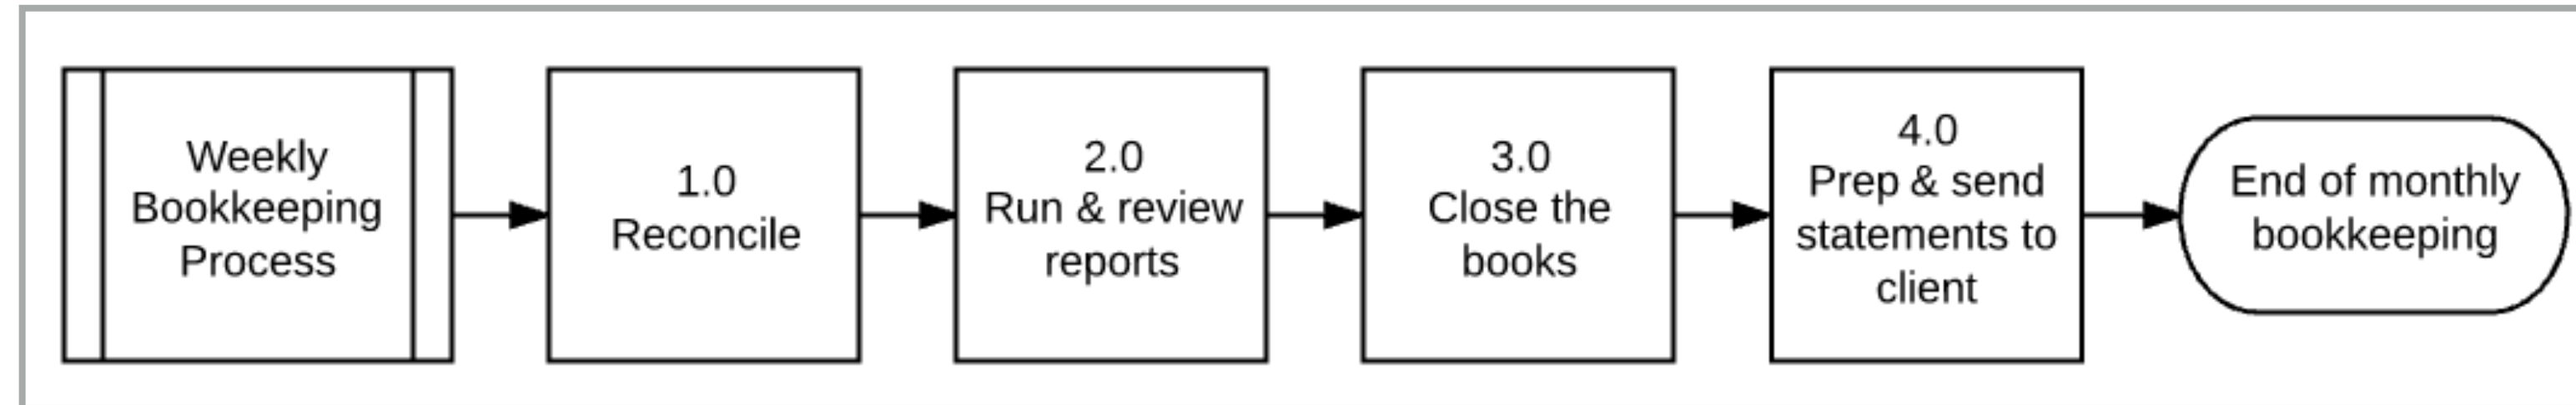 Weekly
Bookkeeping
Process
1.0
Reconcile
2.0
Run & review
reports
3.0
Close the
books
4.0
Prep & send
statements to
client
End of monthly
bookkeeping